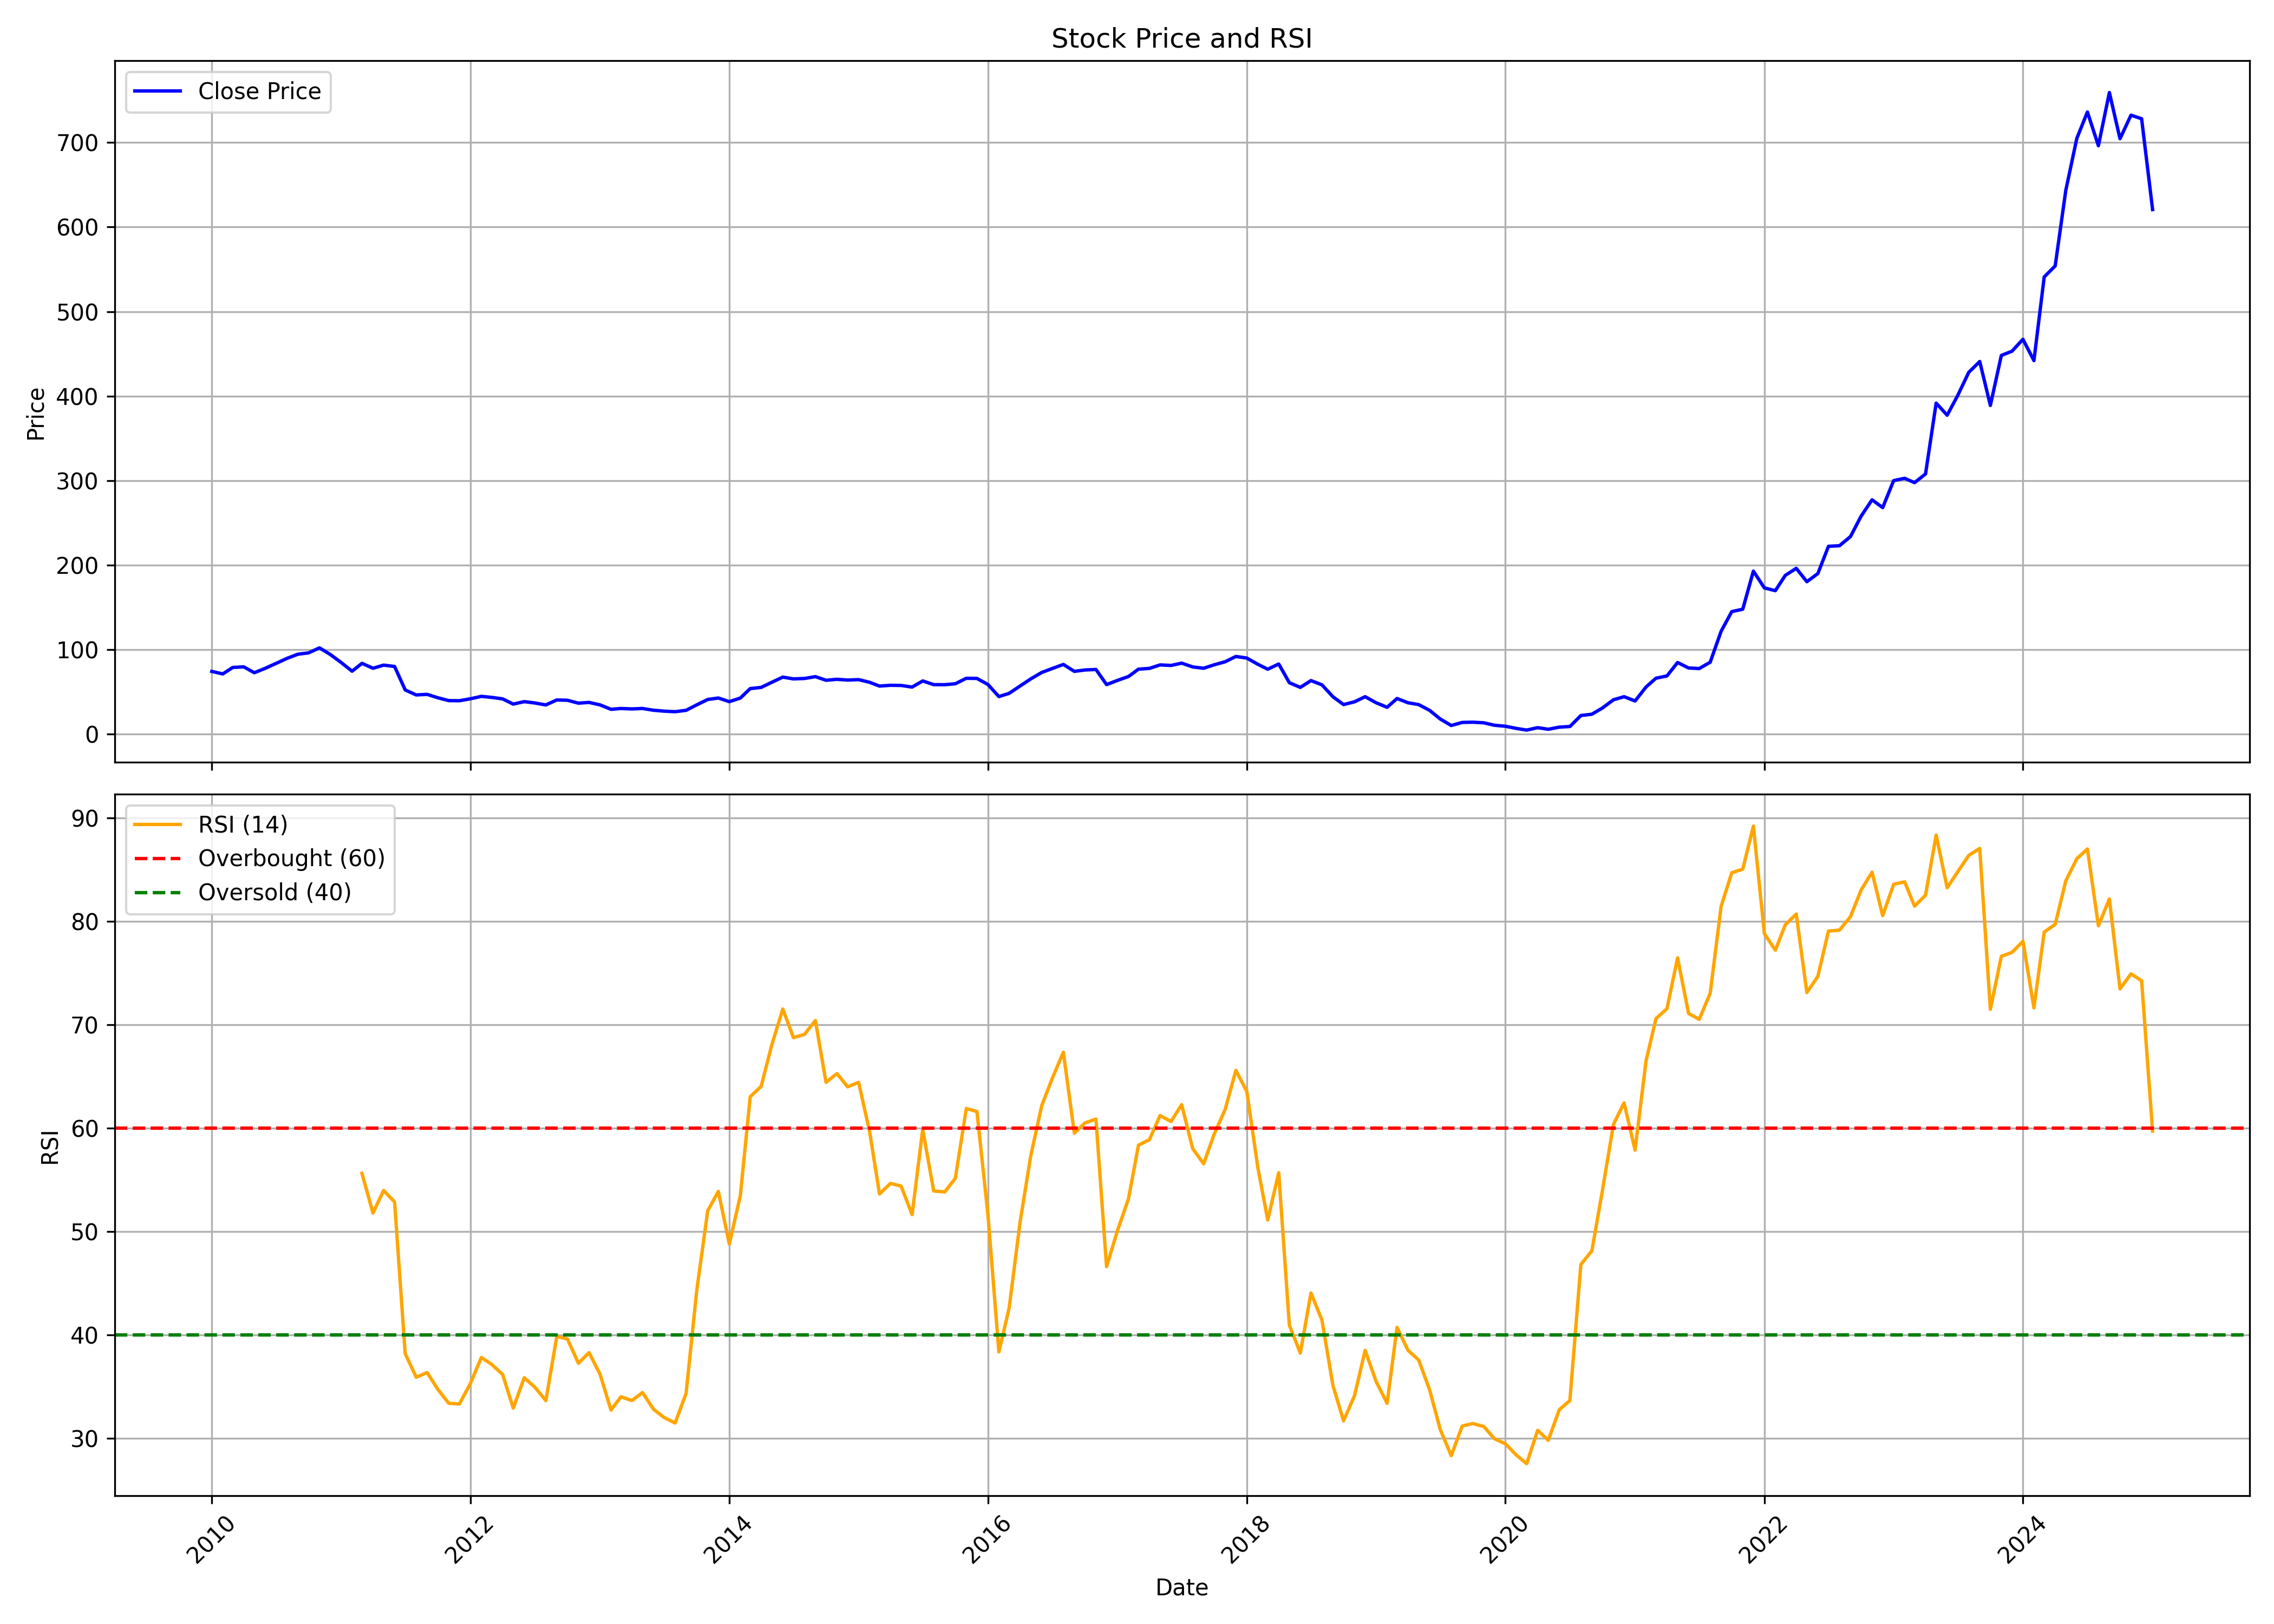 Stock Price and RSI
Close Price
700
600
500
400
300
200
100
0
Price
RSI (14)
Overbought (60)
Oversold (40)
90
80
70
60
50
40
30
RSI
2010
2012
2014
2016
2018
2020
2022
2024
Date